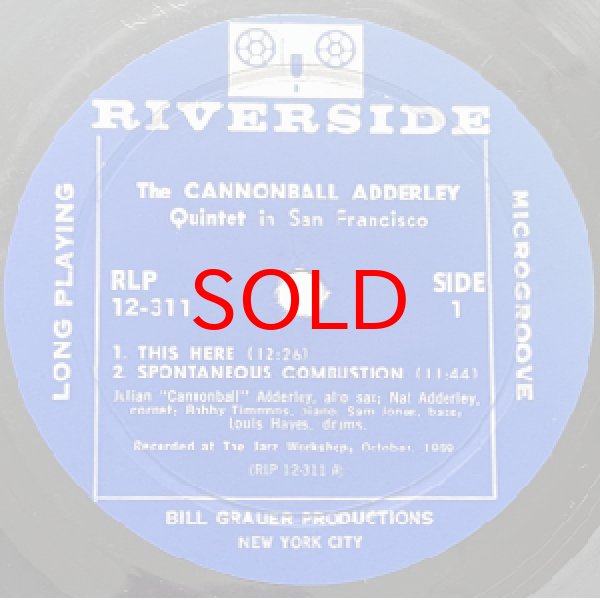 RIVERSIDE
The CANNONBALL ADDERLEY
Quintet in San Francisco
LONG PLAYING
MICROGROOVE
RLP
12-311
SOLD
SIDE
1
1. THIS HERE (12:26)
2. SPONTANEOUS COMBUSTION (11:44)
Julian "Cannonball" Adderley, alto sax; Nat Adderley,
cornet; Bobby Timmons, piano; Sam Jones, bass;
Louis Hayes, drums.
Recorded at The Jazz Workshop, October, 1959
(RLP 12-311 A)
BILL GRAUER PRODUCTIONS
NEW YORK CITY